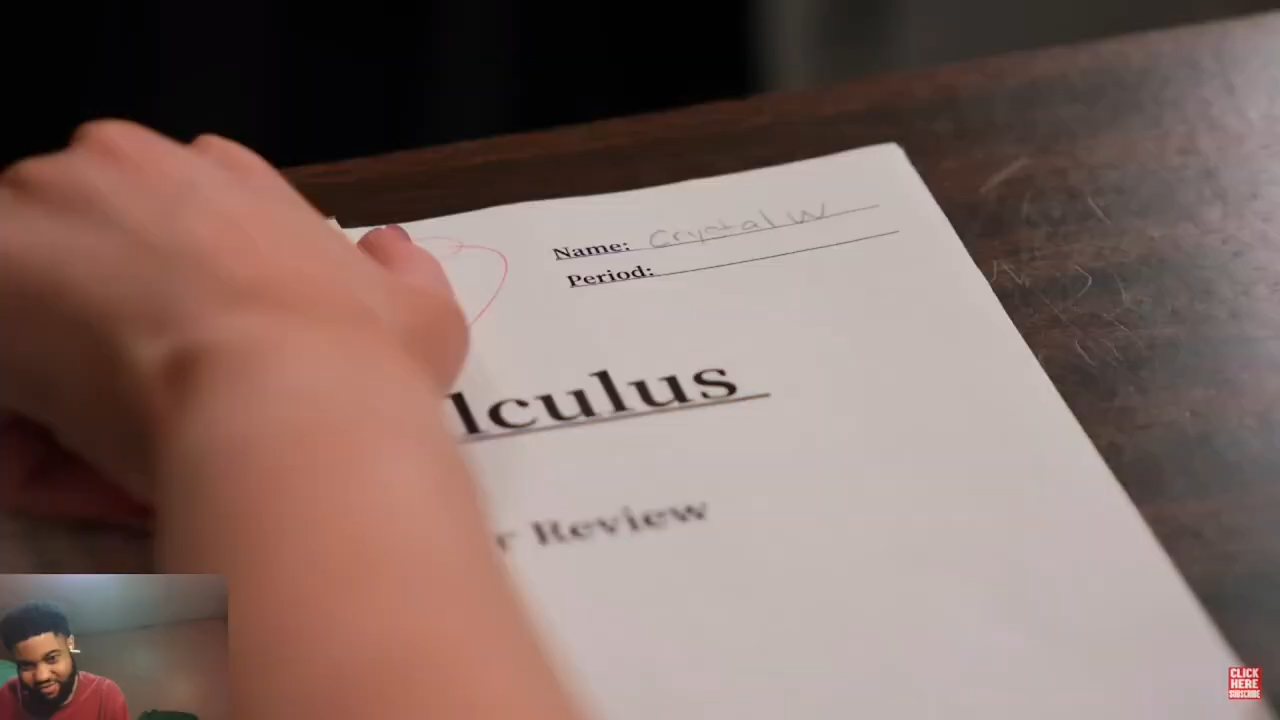 Name: Crystal W
Period:
lculus
r Review
CLICK
HERE
SUBSCRIBE